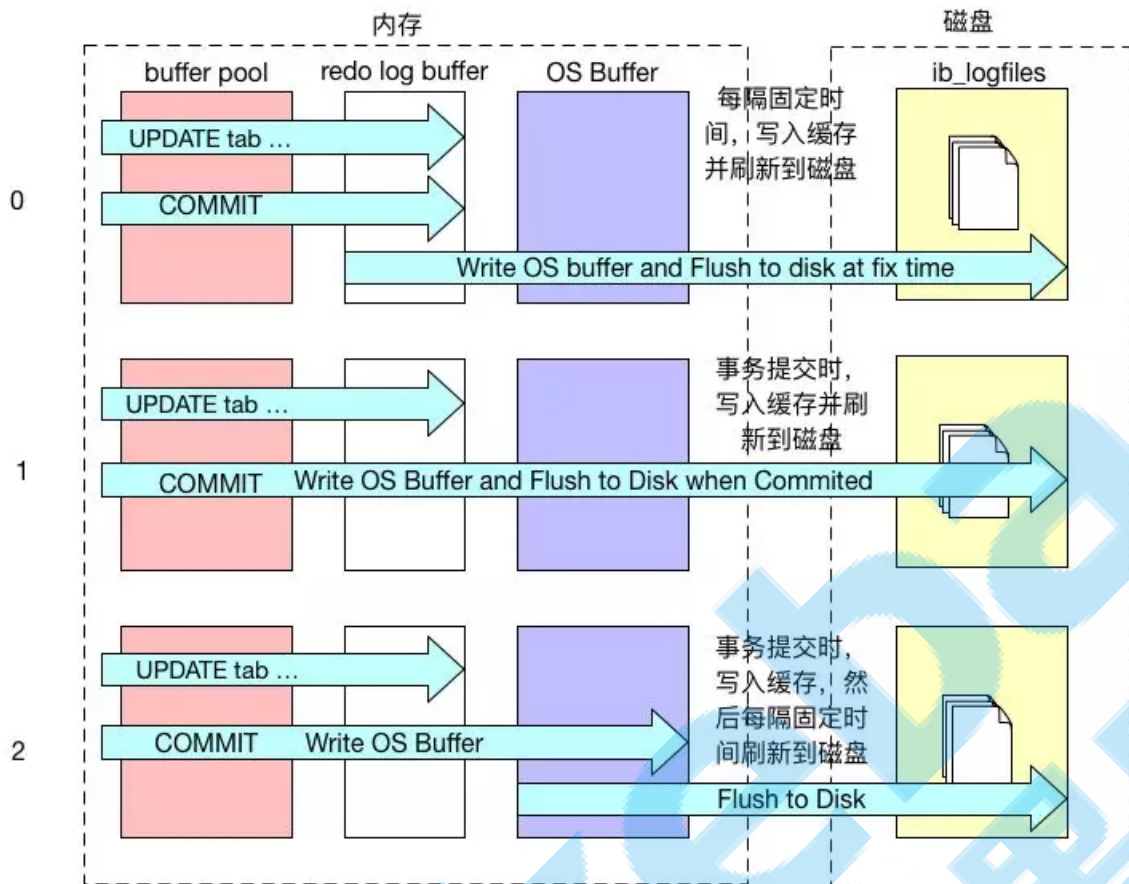 内存
磁盘
buffer pool
redo log buffer
OS Buffer
ib_logfiles
0
UPDATE tab ...
COMMIT
每隔固定时
间，写入缓存
并刷新到磁盘
Write OS buffer and Flush to disk at fix time
1
UPDATE tab ...
事务提交时，
写入缓存并刷
新到磁盘
COMMIT Write OS Buffer and Flush to Disk when Commited
2
UPDATE tab ...
事务提交时，
写入缓存，然
后每隔固定时
间刷新到磁盘
COMMIT Write OS Buffer
Flush to Disk